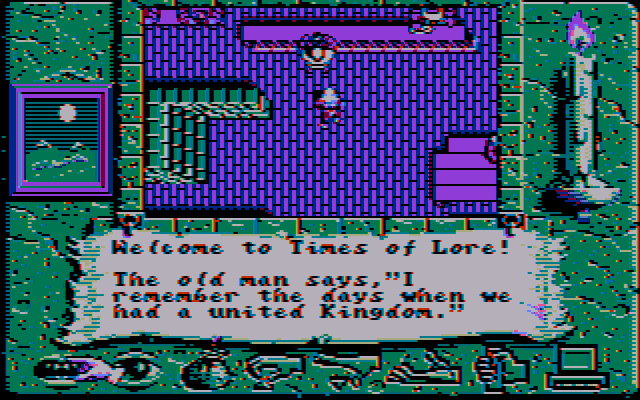 Welcome to Times of Lore!
The old man says,"I
remember the days when we
had a united Kingdom."